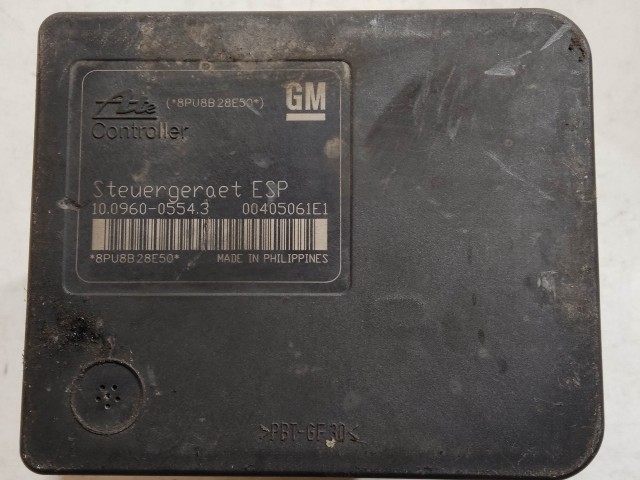 (*8PU8B28E50*) GM
Ate
Controller
Steuergeraet ESP
10.0960-0554.3 00405061E1
*8PU8B28E50* MADE IN PHILIPPINES
>PBT-GF30<